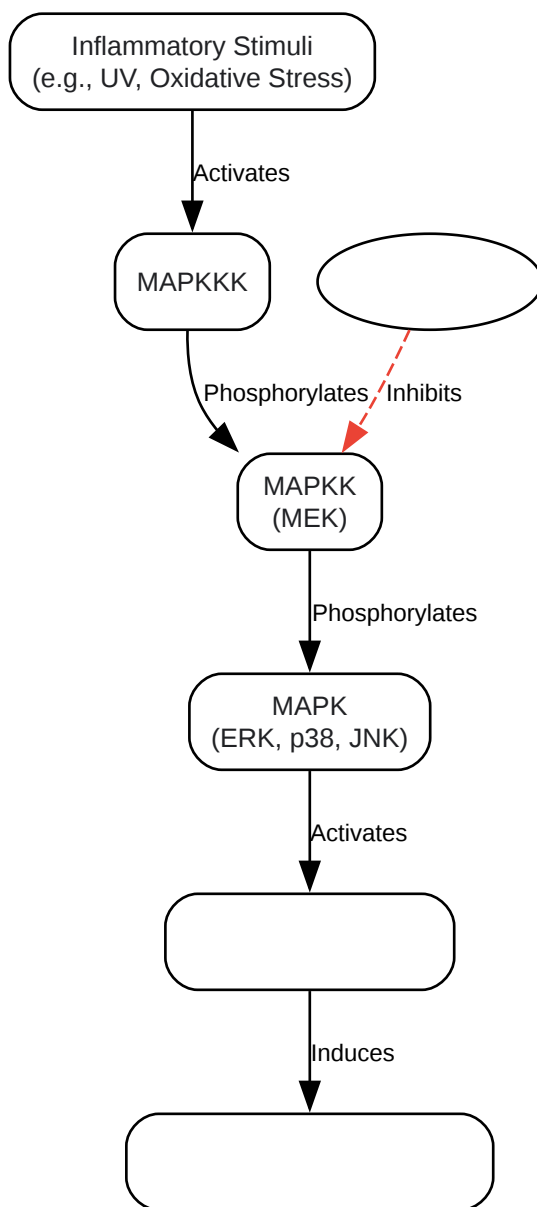 Inflammatory Stimuli
(e.g., UV, Oxidative Stress)
Activates
MAPKKK
Phosphorylates
Inhibits
MAPKK
(MEK)
Phosphorylates
MAPK
(ERK, p38, JNK)
Activates
Induces